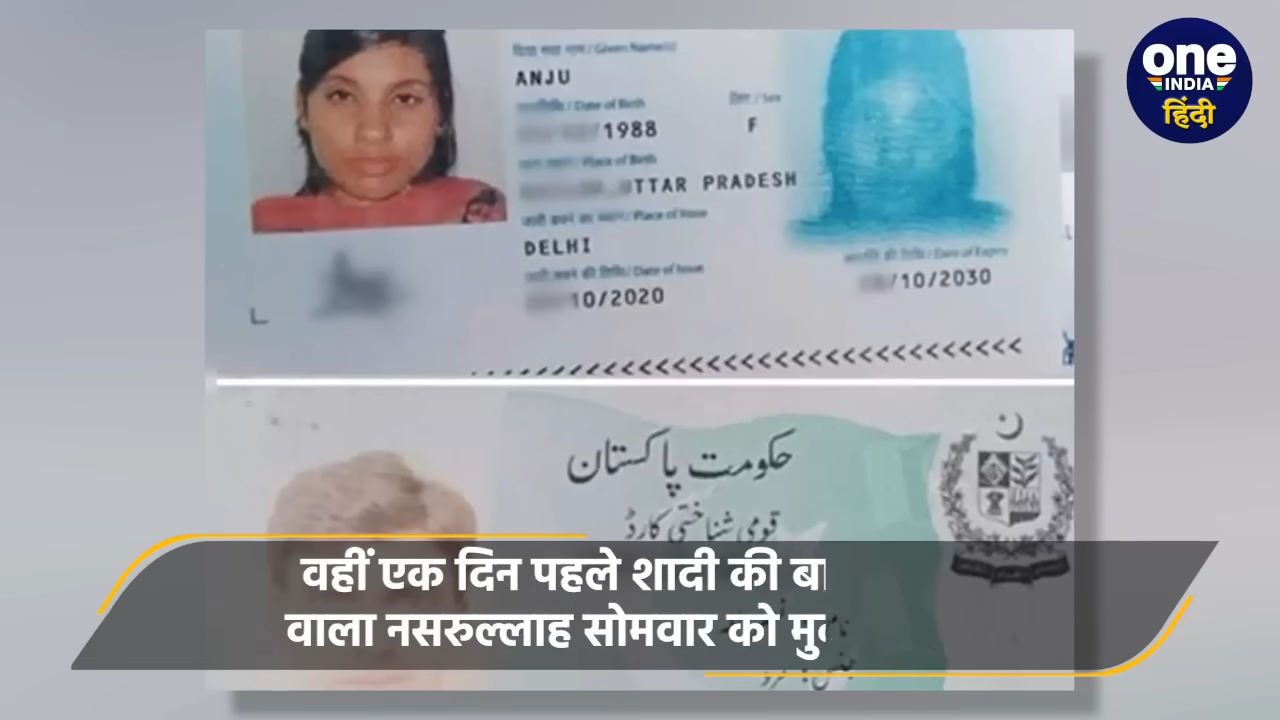 one
INDIA
हिंदी
दिया गया नाम / Given Name(s)
ANJU
/ Date of Birth
लिंग / Sex
1988
F
/ Place of Birth
TTAR PRADESH
जारी करने का स्थान / Place of Issue
DELHI
जारी करने की तिथि / Date of Issue
समाप्ति की तिथि / Date of Expiry
10/2020
/10/2030
<<<<<<<<<<<<<<<<<<<<<<<<<<<<<<<<<<
حکومت پاکستان
قومی شناختی کارڈ
वहीं एक दिन पहले शादी की
वाला नसरुल्लाह सोमवार को